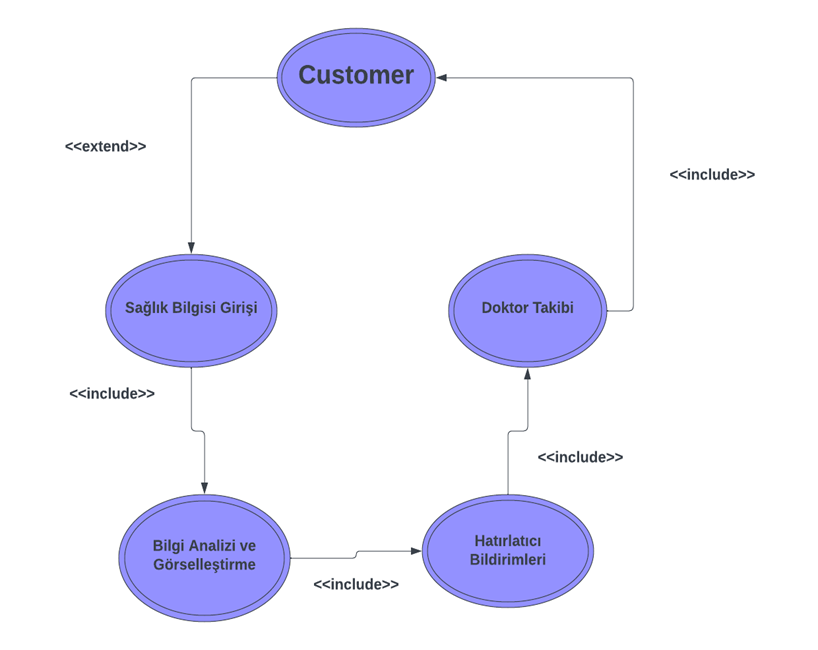 Customer
<<extend>>
<<include>>
Sağlık Bilgisi Girişi
Doktor Takibi
<<include>>
<<include>>
Bilgi Analizi ve
Görselleştirme
Hatırlatıcı
Bildirimleri
<<include>>